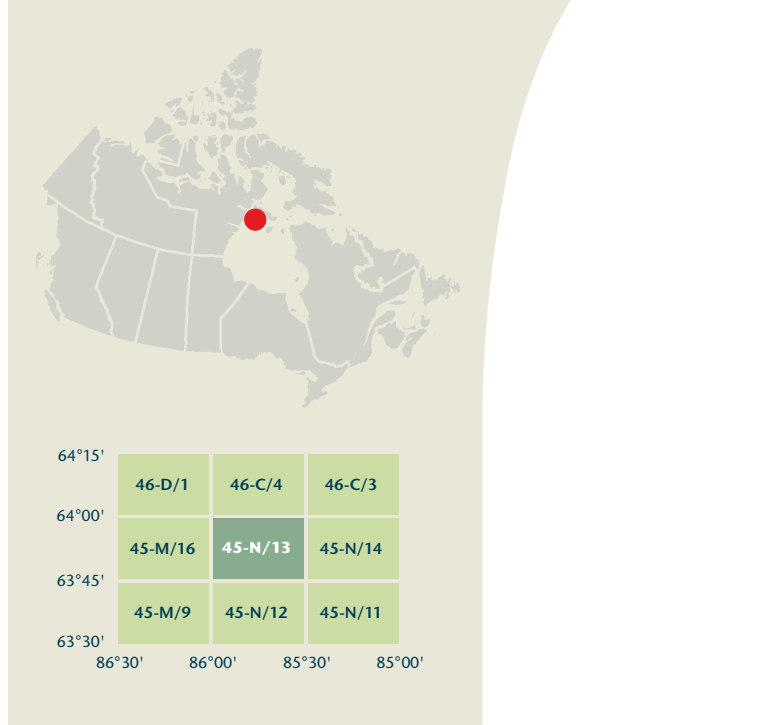 64°15'
46-D/1 46-C/4 46-C/3
64°00'
45-M/16 45-N/13 45-N/14
63°45'
45-M/9 45-N/12 45-N/11
63°30'
86°30' 86°00' 85°30' 85°00'